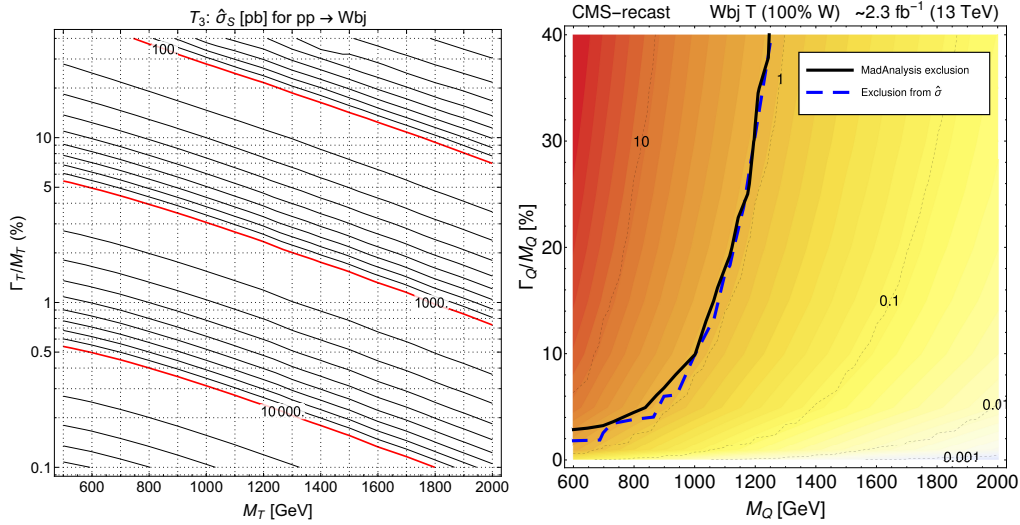 T₃: σ̂_S [pb] for pp → Wbj
100
1000
10 000
10
5
1
0.5
0.1
Γ_T/M_T (%)
600 800 1000 1200 1400 1600 1800 2000
M_T [GeV]
CMS−recast Wbj T (100% W) ~2.3 fb⁻¹ (13 TeV)
MadAnalysis exclusion
Exclusion from σ̂
10
1
0.1
0.01
0.001
40
30
20
10
0
Γ_Q/M_Q [%]
600 800 1000 1200 1400 1600 1800 2000
M_Q [GeV]